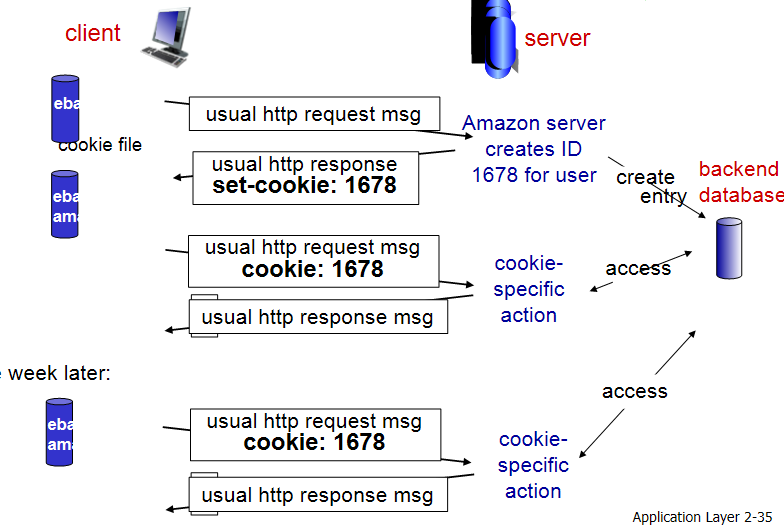 client
server
eba
cookie file
usual http request msg
Amazon server
creates ID
1678 for user
usual http response
set-cookie: 1678
create
entry
backend
database
eba
ama
usual http request msg
cookie: 1678
cookie-
specific
action
access
usual http response msg
e week later:
access
eba
ama
usual http request msg
cookie: 1678
cookie-
specific
action
usual http response msg
Application Layer 2-35